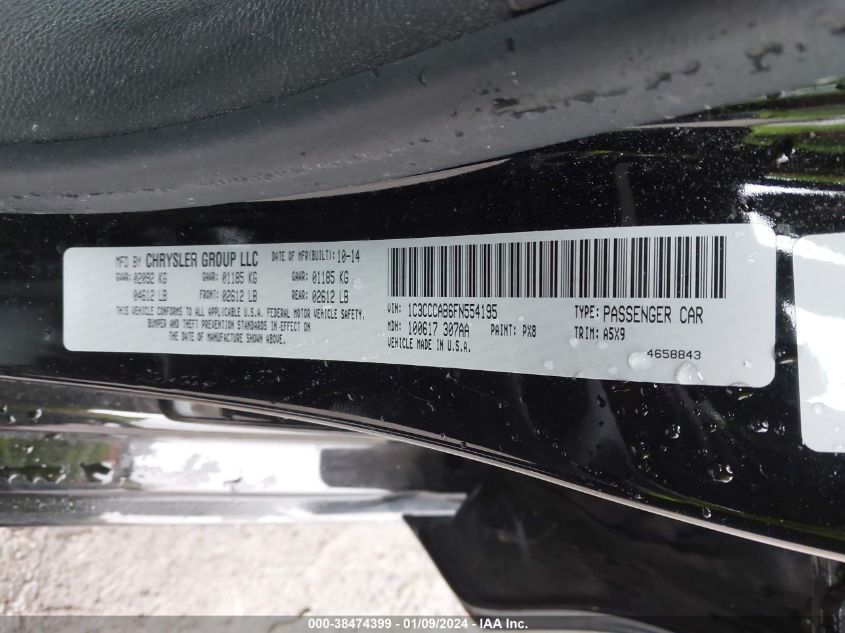 MFD BY CHRYSLER GROUP LLC DATE OF MFR(BUILT): 10-14
GVWR: 02092 KG GAWR: 01185 KG GAWR: 01185 KG
04612 LB FRONT: 02612 LB REAR: 02612 LB
THIS VEHICLE CONFORMS TO ALL APPLICABLE U.S.A. FEDERAL MOTOR VEHICLE SAFETY,
BUMPER AND THEFT PREVENTION STANDARDS IN EFFECT ON
THE DATE OF MANUFACTURE SHOWN ABOVE.
VIN: 1C3CCCAB6FN554195 TYPE: PASSENGER CAR
MDH: 100617 307AA PAINT: PX8 TRIM: A5X9
VEHICLE MADE IN U.S.A.
4658843
000-38474399 - 01/09/2024 - IAA Inc.